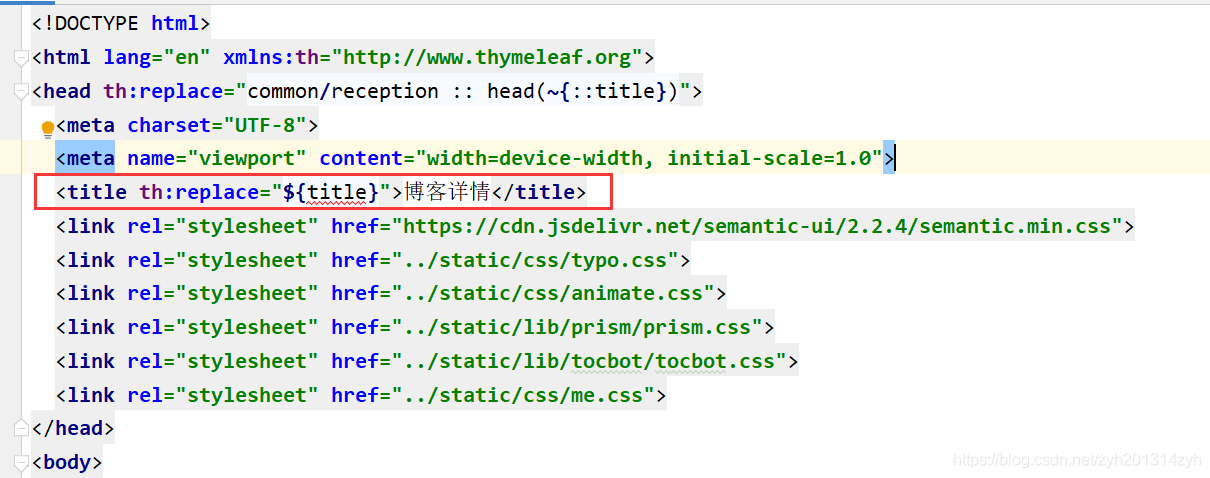 <!DOCTYPE html>
<html lang="en" xmlns:th="http://www.thymeleaf.org">
<head th:replace="common/reception :: head(~{::title})">
<meta charset="UTF-8">
<meta name="viewport" content="width=device-width, initial-scale=1.0">
<title th:replace="${title}">博客详情</title>
<link rel="stylesheet" href="https://cdn.jsdelivr.net/semantic-ui/2.2.4/semantic.min.css">
<link rel="stylesheet" href="../static/css/typo.css">
<link rel="stylesheet" href="../static/css/animate.css">
<link rel="stylesheet" href="../static/lib/prism/prism.css">
<link rel="stylesheet" href="../static/lib/tocbot/tocbot.css">
<link rel="stylesheet" href="../static/css/me.css">
</head>
<body>
https://blog.csdn.net/zyh201314zyh